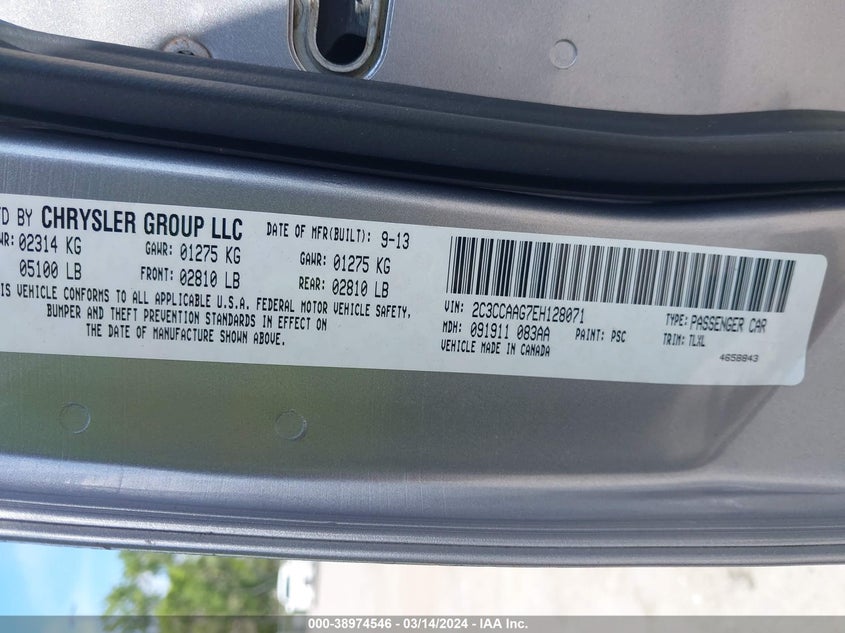 MFD BY CHRYSLER GROUP LLC DATE OF MFR(BUILT): 9-13
GVWR: 02314 KG GAWR: 01275 KG GAWR: 01275 KG
05100 LB FRONT: 02810 LB REAR: 02810 LB
THIS VEHICLE CONFORMS TO ALL APPLICABLE U.S.A. FEDERAL MOTOR VEHICLE SAFETY,
BUMPER AND THEFT PREVENTION STANDARDS IN EFFECT ON
THE DATE OF MANUFACTURE SHOWN ABOVE.
VIN: 2C3CCAAG7EH128071 TYPE: PASSENGER CAR
MDH: 091911 083AA PAINT: PSC TRIM: TLXL
VEHICLE MADE IN CANADA 4658843
000-38974546 - 03/14/2024 - IAA Inc.